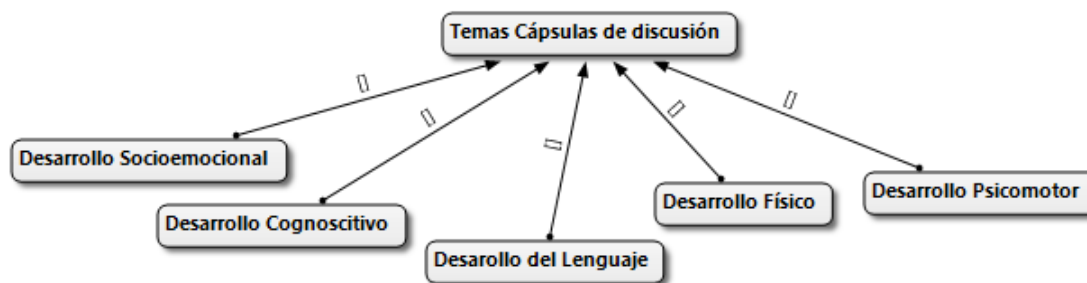 Temas Cápsulas de discusión
Desarrollo Socioemocional
Desarrollo Cognoscitivo
Desarollo del Lenguaje
Desarrollo Físico
Desarrollo Psicomotor